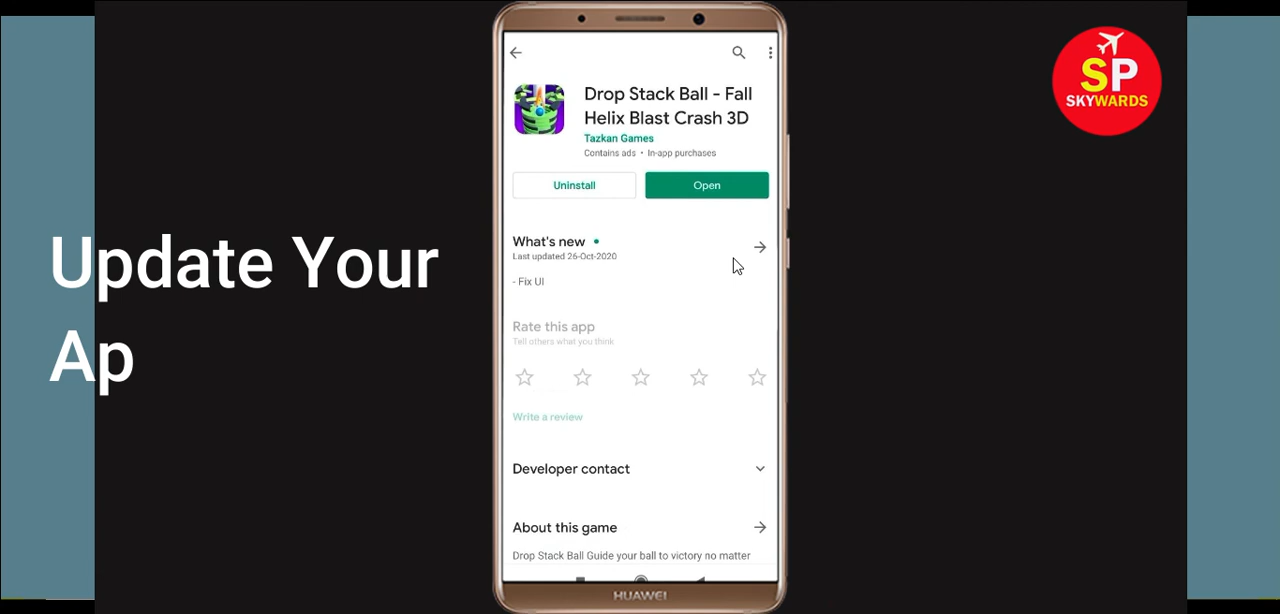 SP
SKYWARDS
Drop Stack Ball - Fall
Helix Blast Crash 3D
Tazkan Games
Contains ads • In-app purchases
Uninstall
Open
What's new •
Last updated 26-Oct-2020
- Fix UI
Update Your
Ap
Rate this app
Tell others what you think
Write a review
Developer contact
About this game
Drop Stack Ball Guide your ball to victory no matter
HUAWEI